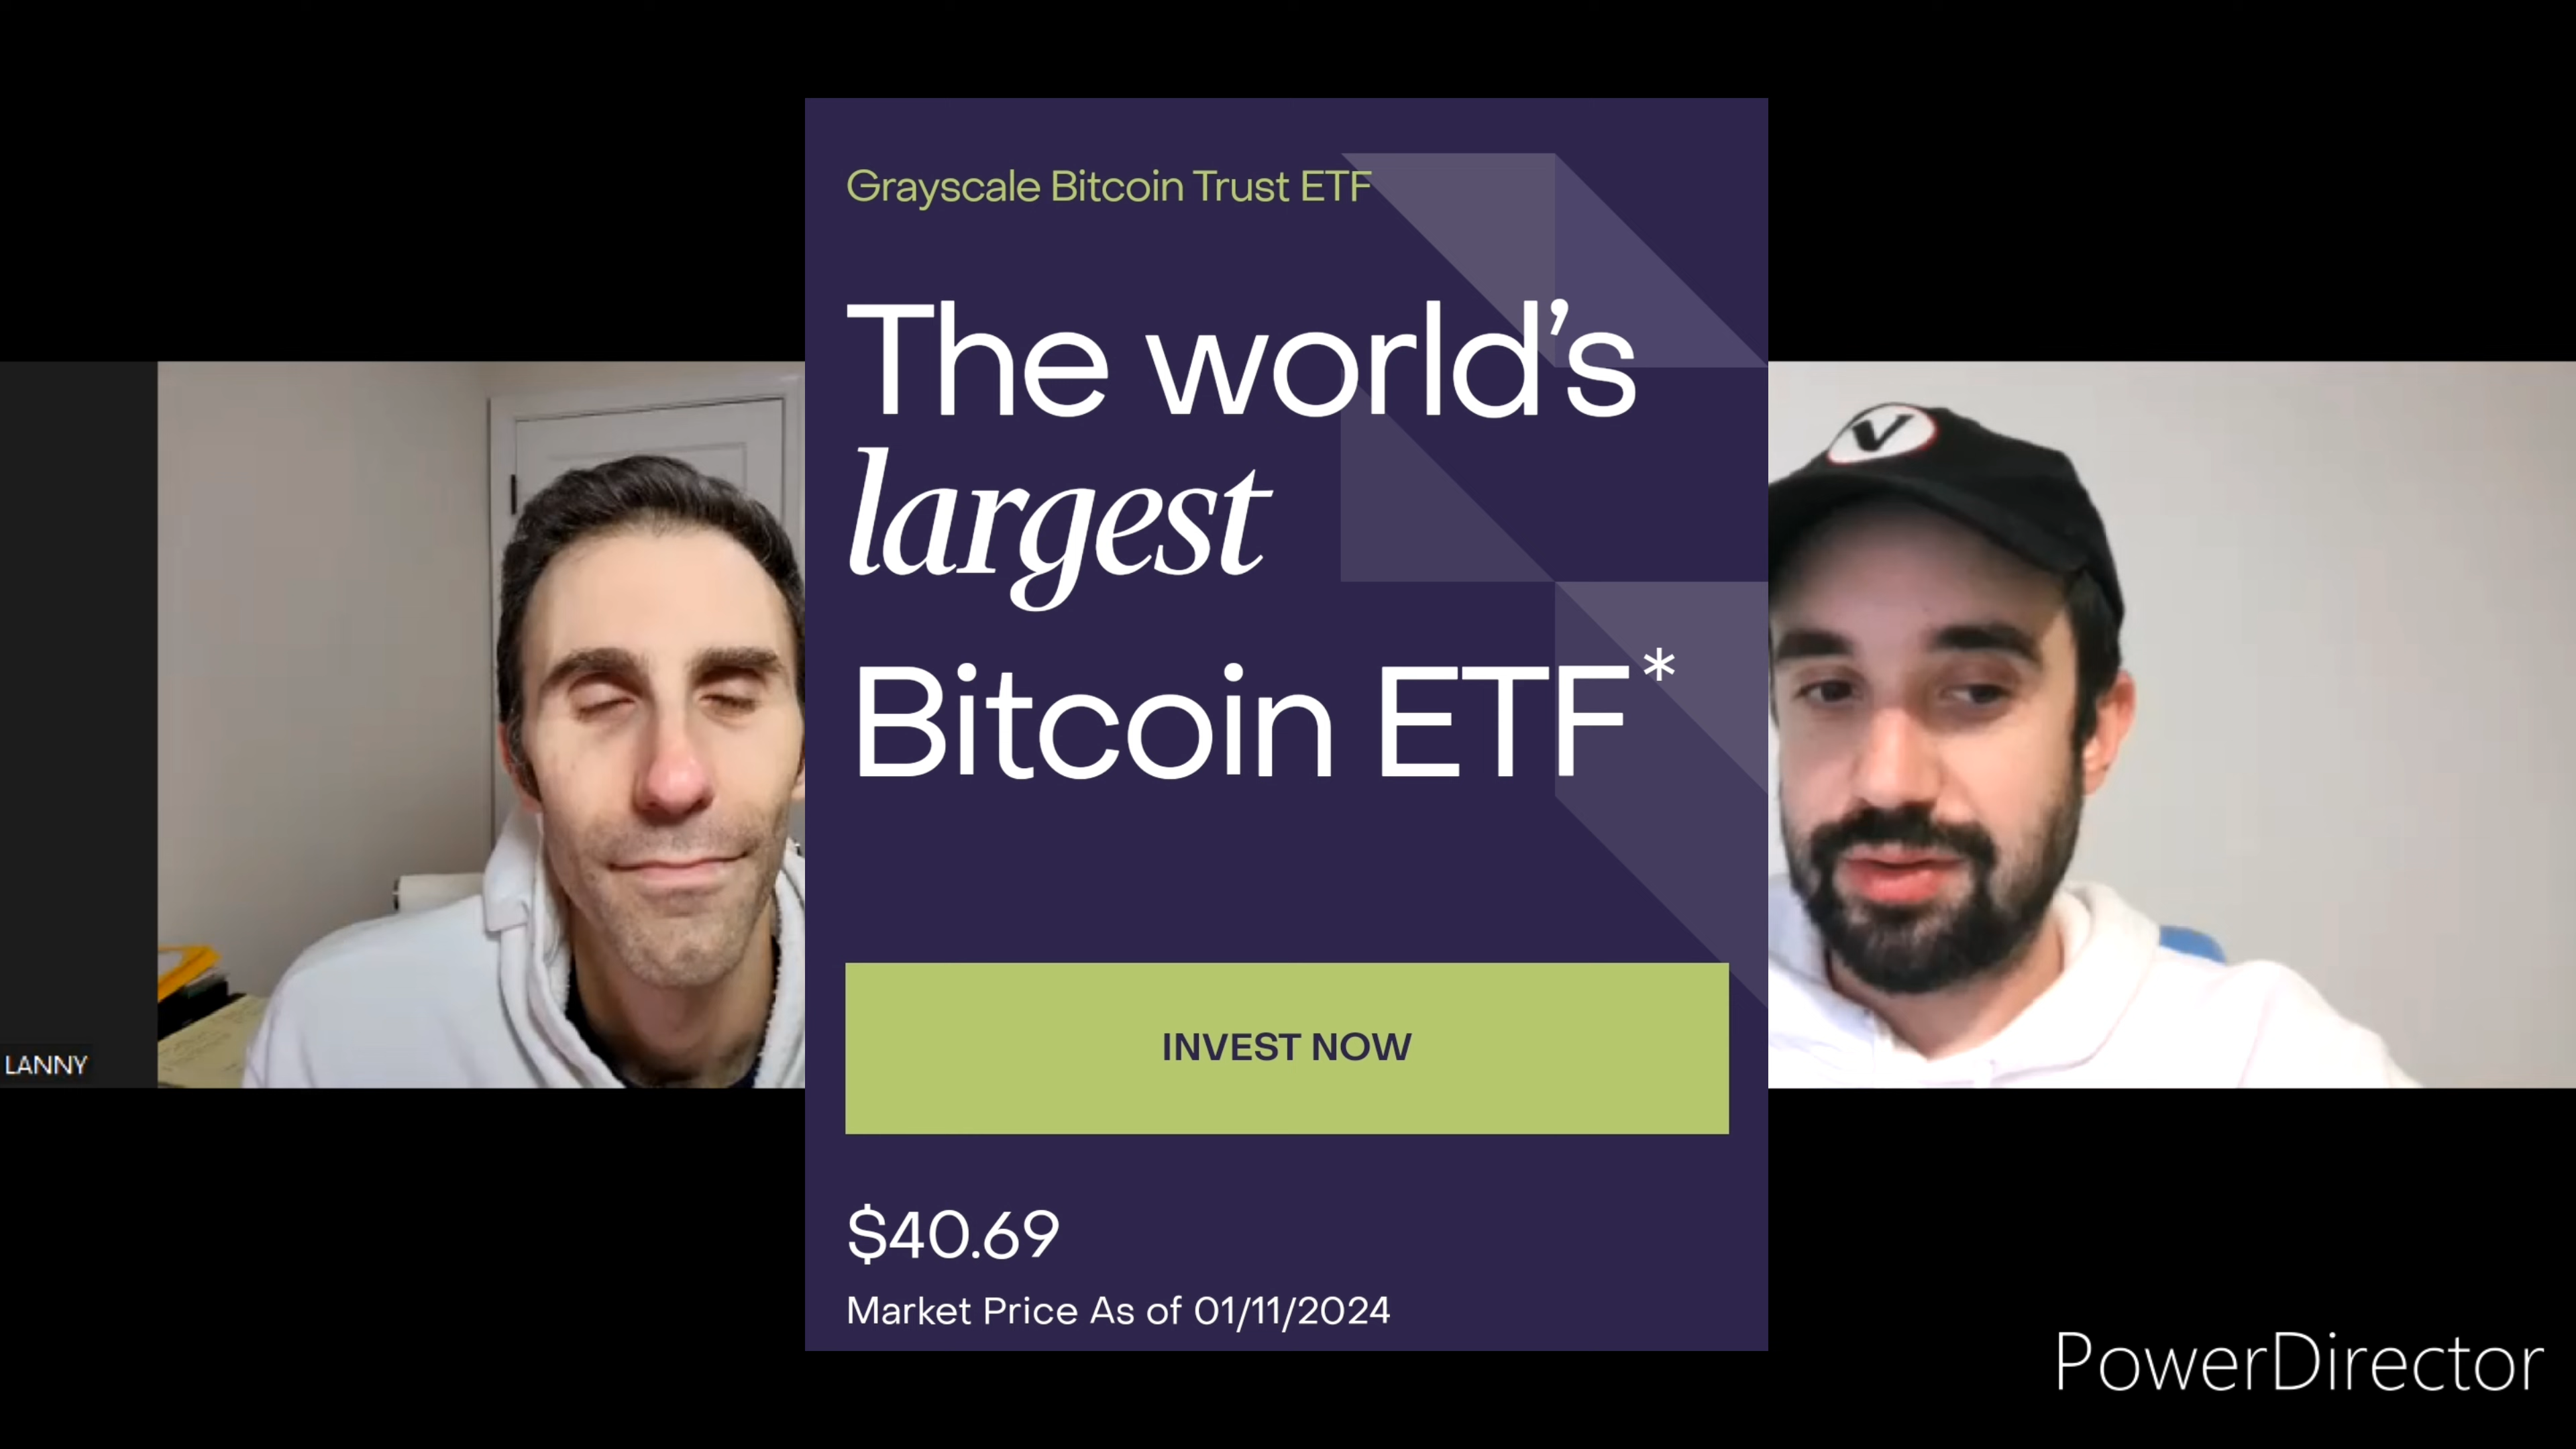 Grayscale Bitcoin Trust ETF
The world’s
largest
Bitcoin ETF*
INVEST NOW
$40.69
Market Price As of 01/11/2024
LANNY
V
PowerDirector